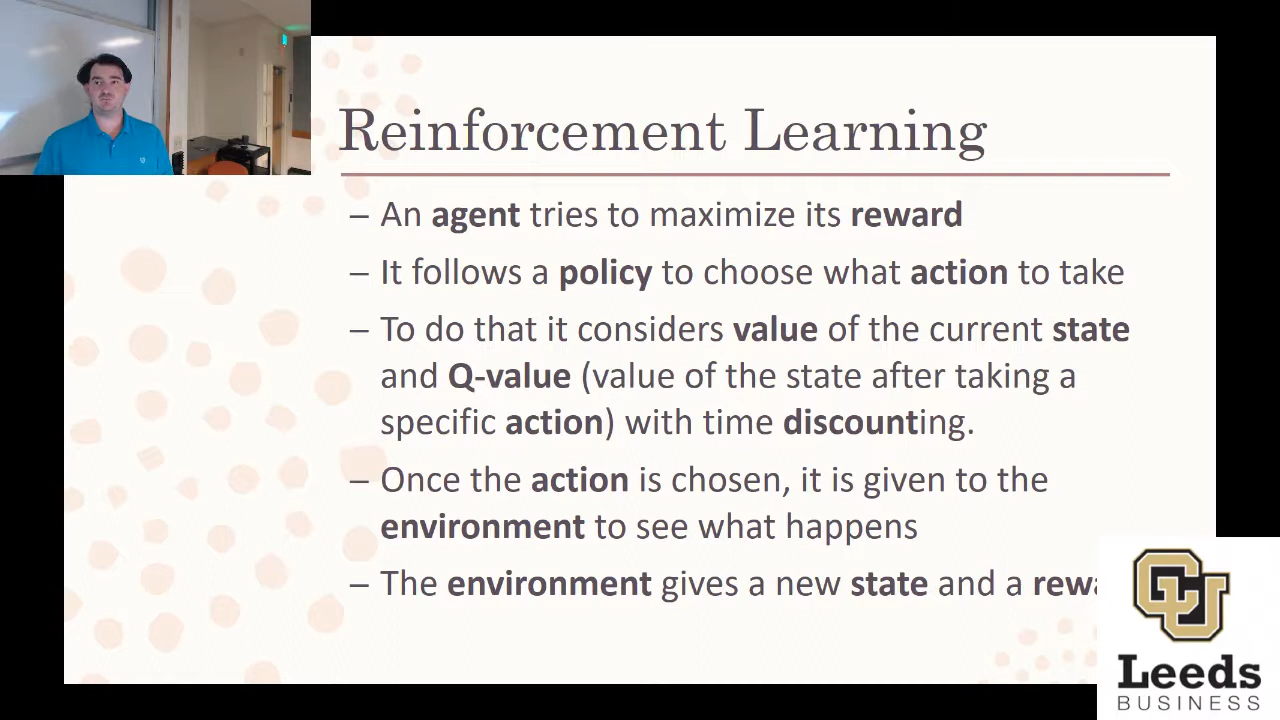 Reinforcement Learning
– An agent tries to maximize its reward
– It follows a policy to choose what action to take
– To do that it considers value of the current state
and Q-value (value of the state after taking a
specific action) with time discounting.
– Once the action is chosen, it is given to the
environment to see what happens
– The environment gives a new state and a rewa
CU
Leeds
BUSINESS